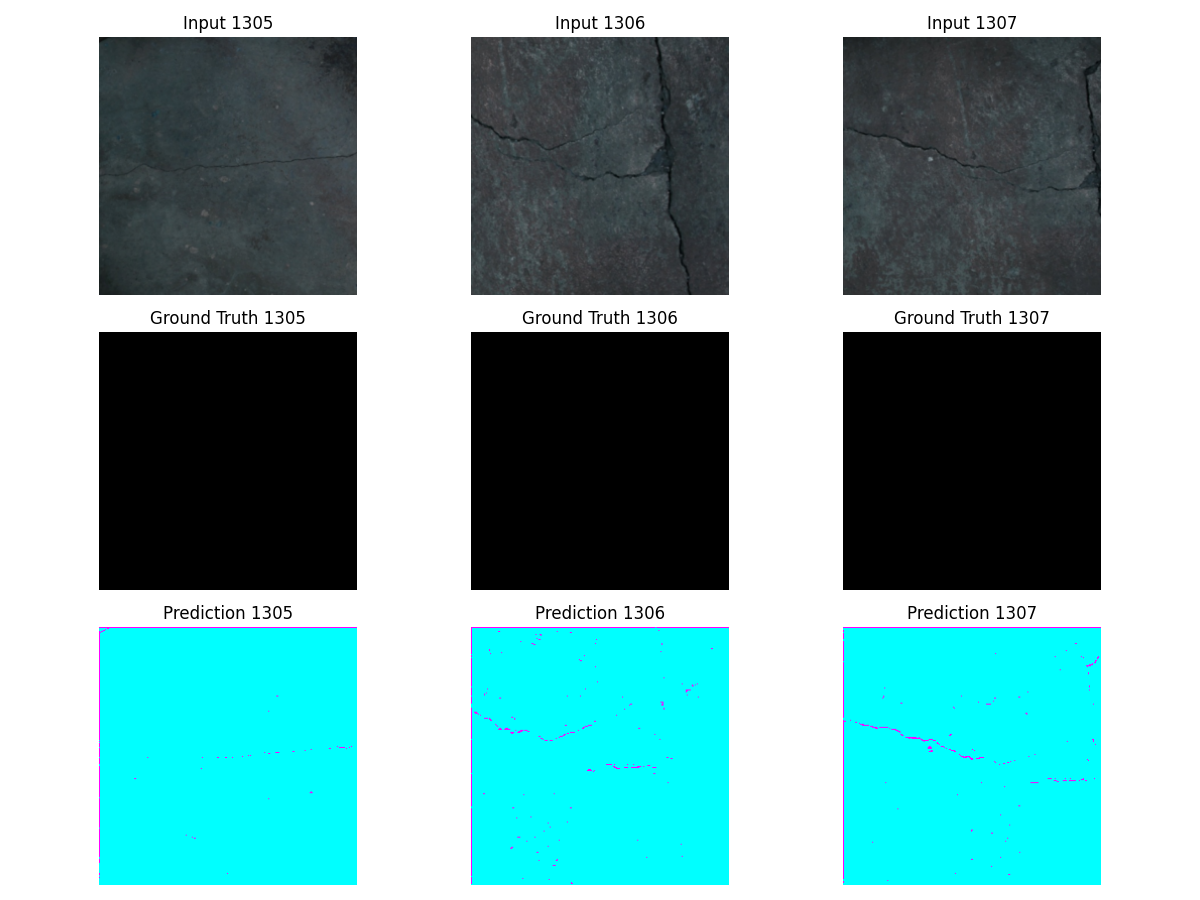 Input 1305
Input 1306
Input 1307
Ground Truth 1305
Ground Truth 1306
Ground Truth 1307
Prediction 1305
Prediction 1306
Prediction 1307